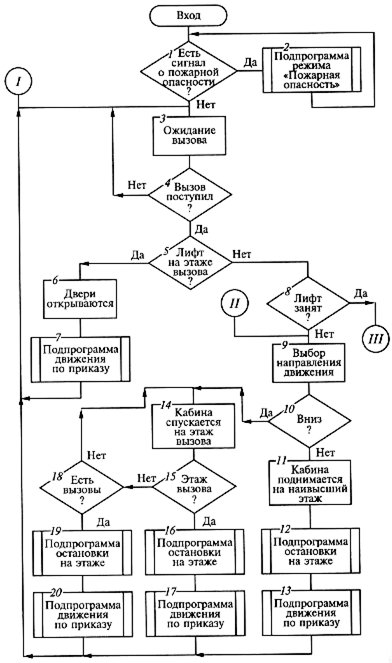 Вход
1 Есть
сигнал
о пожарной
опасности
?
Да
2
Подпрограмма
режима
«Пожарная
опасность»
I
Нет
3
Ожидание
вызова
4
Вызов
поступил
?
Нет
Да
5 Лифт
на этаже
вызова
?
Да
Нет
6
Двери
открываются
7
Подпрограмма
движения
по приказу
II
8
Лифт
занят
?
Да
III
Нет
9
Выбор
направления
движения
10
Вниз
?
Да
Нет
14
Кабина
спускается
на этаж
вызова
11
Кабина
поднимается
на наивысший
этаж
Нет
18
Есть
вызовы
?
Нет
15 Этаж
вызова
?
Да
Да
19
Подпрограмма
остановки
на этаже
16
Подпрограмма
остановки
на этаже
12
Подпрограмма
остановки
на этаже
20
Подпрограмма
движения
по приказу
17
Подпрограмма
движения
по приказу
13
Подпрограмма
движения
по приказу